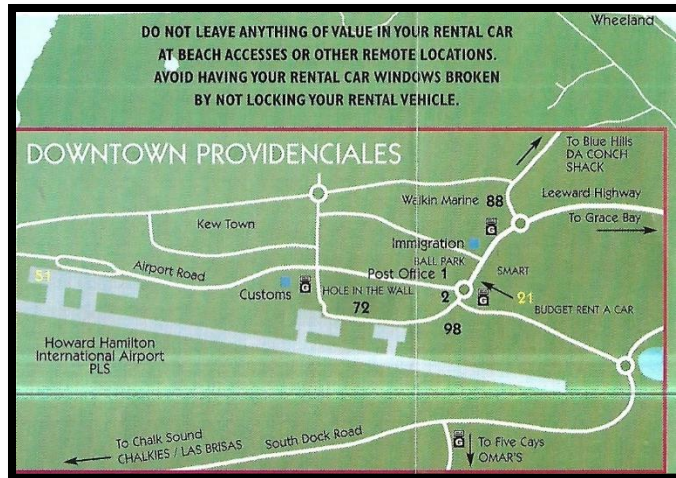 Wheeland
DO NOT LEAVE ANYTHING OF VALUE IN YOUR RENTAL CAR
AT BEACH ACCESSES OR OTHER REMOTE LOCATIONS.
AVOID HAVING YOUR RENTAL CAR WINDOWS BROKEN
BY NOT LOCKING YOUR RENTAL VEHICLE.
DOWNTOWN PROVIDENCIALES
To Blue Hills
DA CONCH
SHACK
Walkin Marine 88
Leeward Highway
To Grace Bay
Kew Town
G
Immigration
BALL PARK
Post Office 1
SMART
Airport Road
51
Customs
G
HOLE IN THE WALL
72
2
G
21
BUDGET RENT A CAR
98
Howard Hamilton
International Airport
PLS
To Chalk Sound
CHALKIES / LAS BRISAS
South Dock Road
G
To Five Cays
OMAR'S